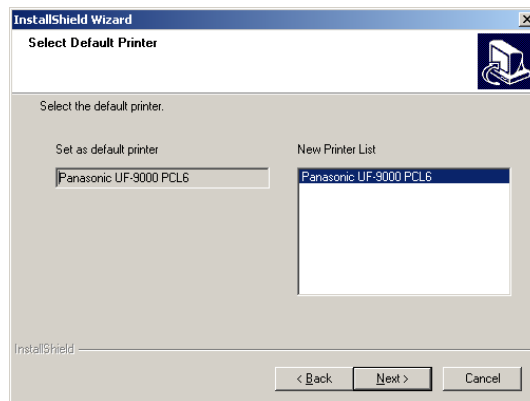 InstallShield Wizard
Select Default Printer
Select the default printer.
Set as default printer
New Printer List
Panasonic UF-9000 PCL6
Panasonic UF-9000 PCL6
InstallShield
< Back
Next >
Cancel